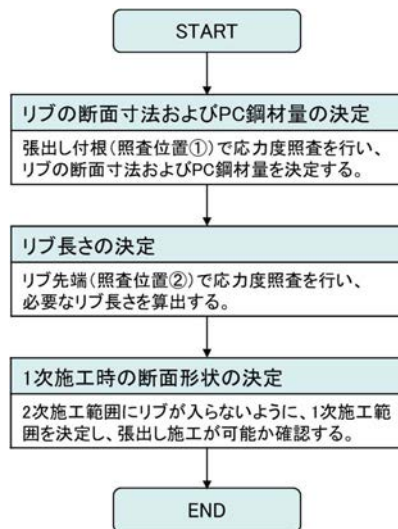 START
リブの断面寸法およびPC鋼材量の決定
張出し付根(照査位置①)で応力度照査を行い、
リブの断面寸法およびPC鋼材量を決定する。
リブ長さの決定
リブ先端(照査位置②)で応力度照査を行い、
必要なリブ長さを算出する。
1次施工時の断面形状の決定
2次施工範囲にリブが入らないように、1次施工範
囲を決定し、張出し施工が可能か確認する。
END